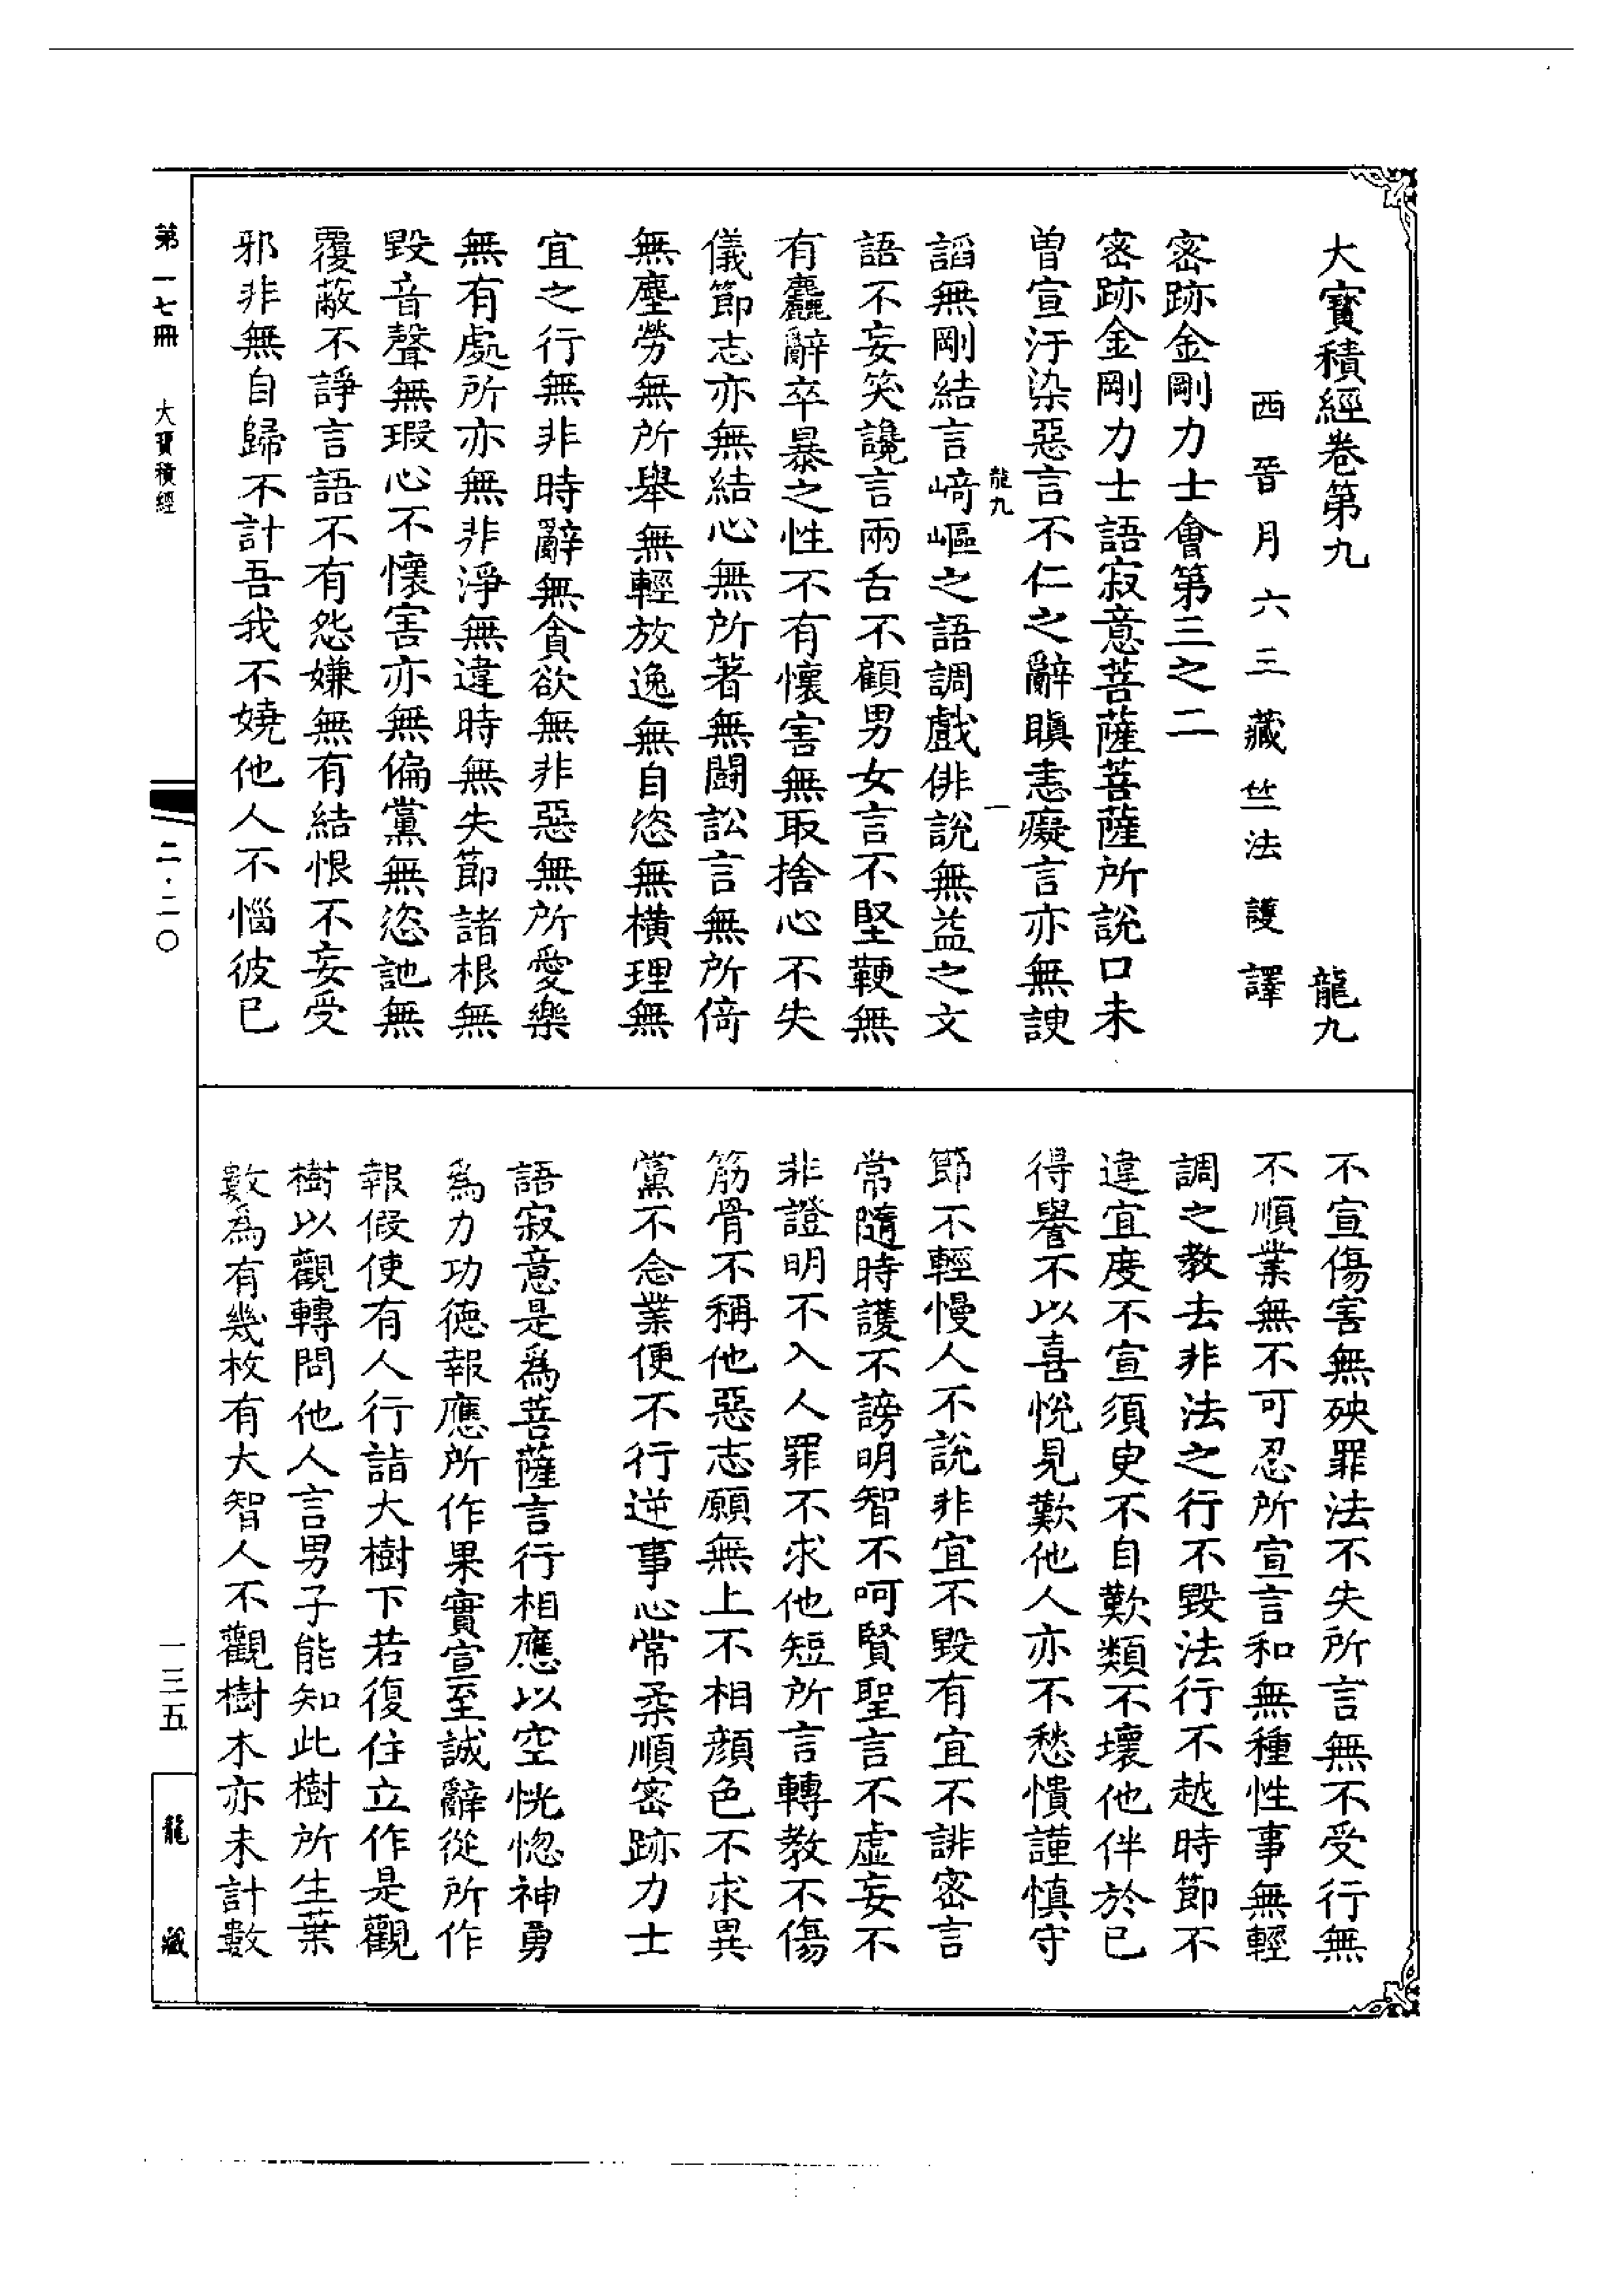 大寳積經卷第九　龍九
西晉月六三藏竺法護譯
密跡金剛力士會第三之二
密跡金剛力士語寂意菩薩菩薩所說口未
曽宣汙染惡言不仁之辭瞋恚癡言亦無諛
龍九　一
謟無剛結言﨑嶇之語調戲俳說無益之文
語不妄笑讒言兩舌不顧男女言不堅鞕無
有麤辭卒暴之性不有懷害無取捨心不失
儀節志亦無結心無所著無鬪訟言無所倚
無塵勞無所舉無輕放逸無自恣無橫理無
宜之行無非時辭無貪欲無非惡無所愛樂
無有處所亦無非淨無違時無失節諸根無
毀音聲無瑕心不懷害亦無偏黨無恣訑無
覆蔽不諍言語不有怨嫌無有結恨不妄受
邪非無自歸不計吾我不嬈他人不惱彼已
不宣傷害無殃罪法不失所言無不受行無
不順業無不可忍所宣言和無種性事無輕
調之教去非法之行不毀法行不越時節不
違宜度不宣須臾不自歎類不壞他伴於已
得譽不以喜悅見歎他人亦不愁憒謹慎守
節不輕慢人不說非宜不毀有宜不誹密言
常隨時護不謗明智不呵賢聖言不虛妄不
非證明不入人罪不求他短所言轉教不傷
筋骨不稱他惡志願無上不相顏色不求異
黨不念業便不行逆事心常柔順密跡力士
語寂意是爲菩薩言行相應以空恍惚神勇
爲力功德報應所作果實宣至誠辭從所作
報假使有人行詣大樹下若復住立作是觀
樹以觀轉問他人言男子能知此樹所生葉
數爲有幾枚有大智人不觀樹木亦未計數
第一七冊　大寶積經
二·二〇
一三五
龍藏